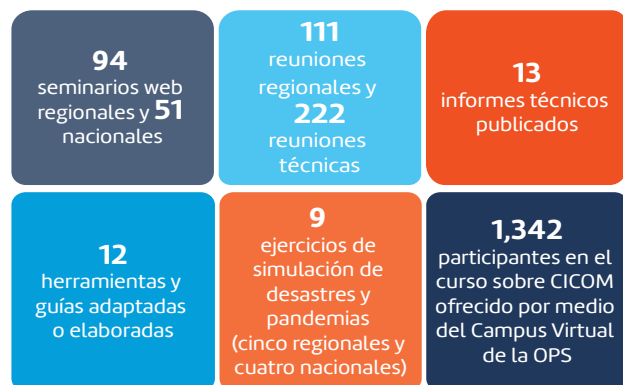 94
seminarios web
regionales y 51
nacionales
111
reuniones
regionales y
222
reuniones
técnicas
13
informes técnicos
publicados
12
herramientas y
guías adaptadas
o elaboradas
9
ejercicios de
simulación de
desastres y
pandemias
(cinco regionales y
cuatro nacionales)
1,342
participantes en el
curso sobre CICOM
ofrecido por medio
del Campus Virtual
de la OPS